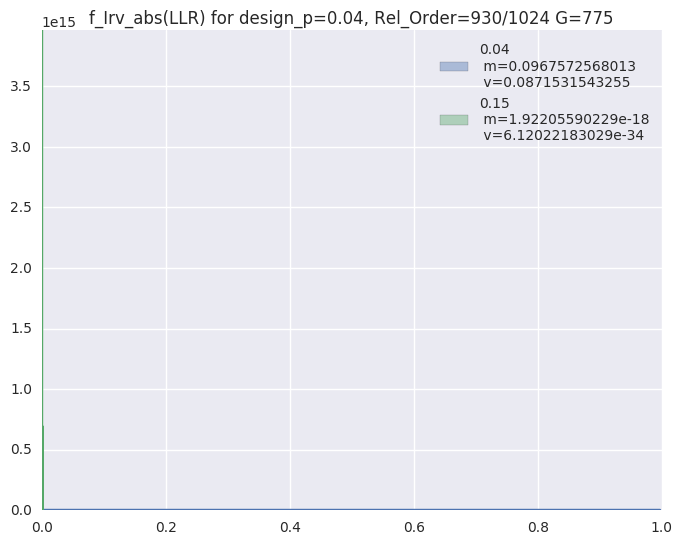 f_Irv_abs(LLR) for design_p=0.04, Rel_Order=930/1024 G=775
1e15
0.04
m=0.0967572568013
v=0.0871531543255
0.15
m=1.92205590229e-18
v=6.12022183029e-34
3.5
3.0
2.5
2.0
1.5
1.0
0.5
0.0
0.0 0.2 0.4 0.6 0.8 1.0